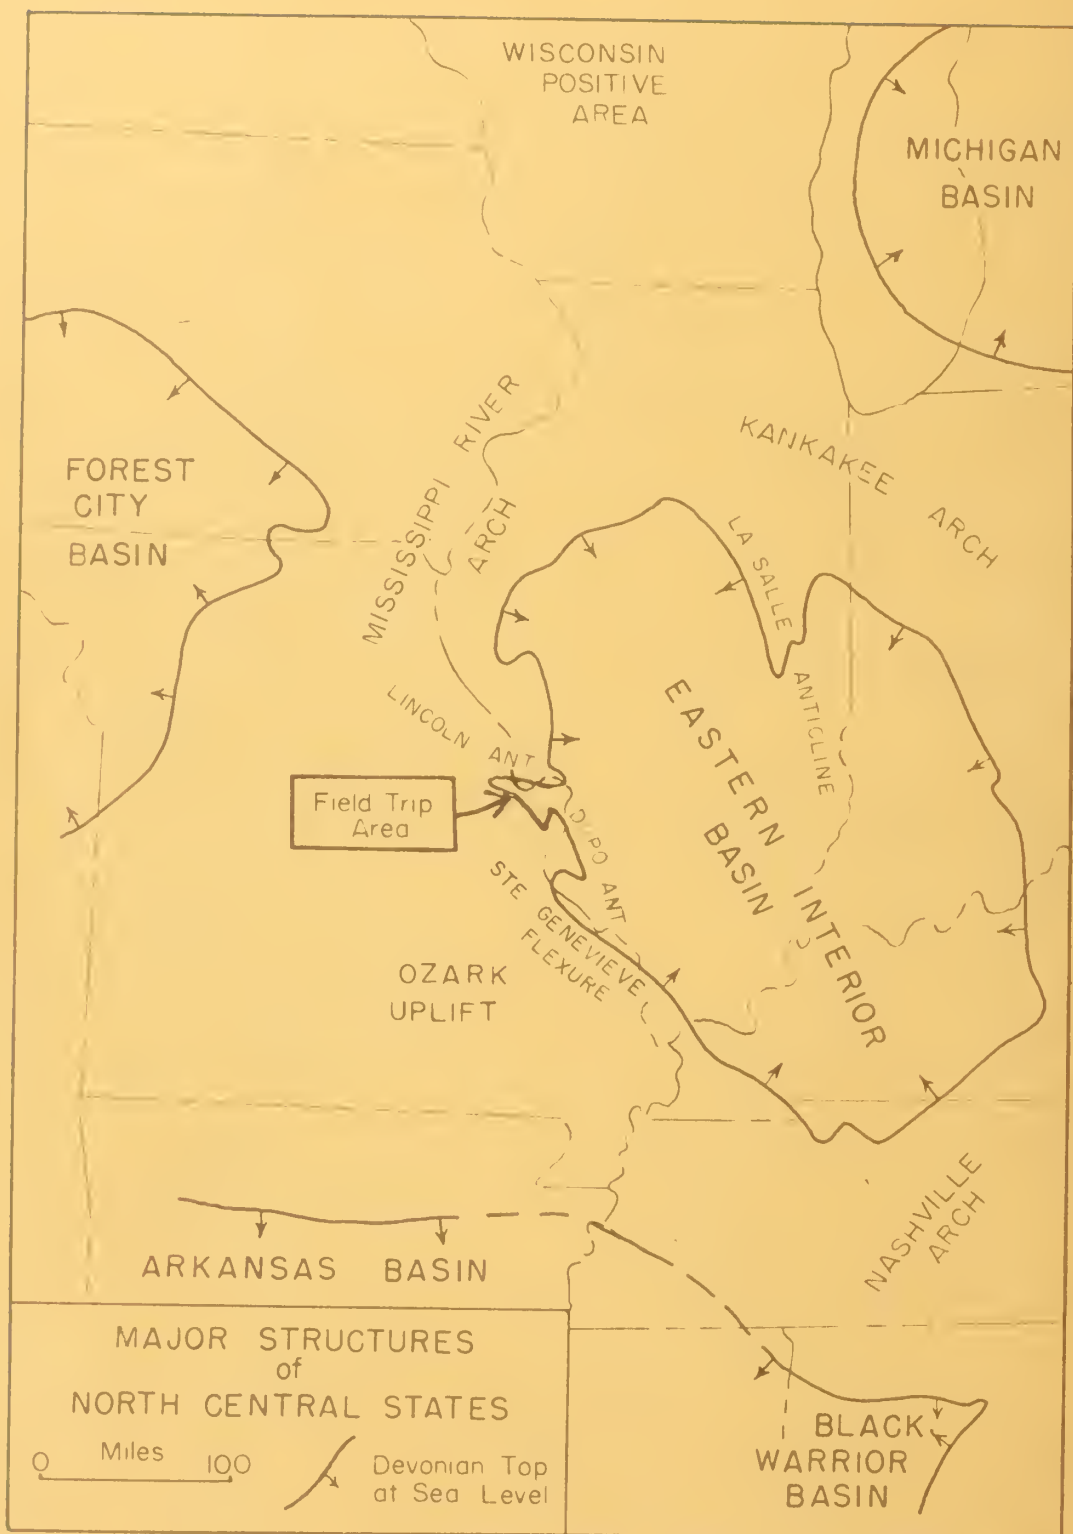 WISCONSIN
POSITIVE
AREA
MICHIGAN
BASIN
FOREST
CITY
BASIN
MISSISSIPPI RIVER
ARCH
KANKAKEE ARCH
LA SALLE ANTICLINE
LINCOLN ANT
Field Trip
Area
DUPO ANT
EASTERN INTERIOR
BASIN
STE GENEVIEVE
FLEXURE
OZARK
UPLIFT
NASHVILLE
ARCH
ARKANSAS BASIN
BLACK
WARRIOR
BASIN
MAJOR STRUCTURES
of
NORTH CENTRAL STATES
0 Miles 100
Devonian Top
at Sea Level